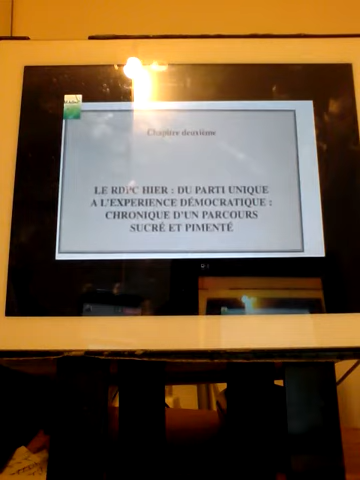 Chapitre deuxième
LE RDPC HIER : DU PARTI UNIQUE
A L'EXPERIENCE DÉMOCRATIQUE :
CHRONIQUE D'UN PARCOURS
SUCRÉ ET PIMENTÉ